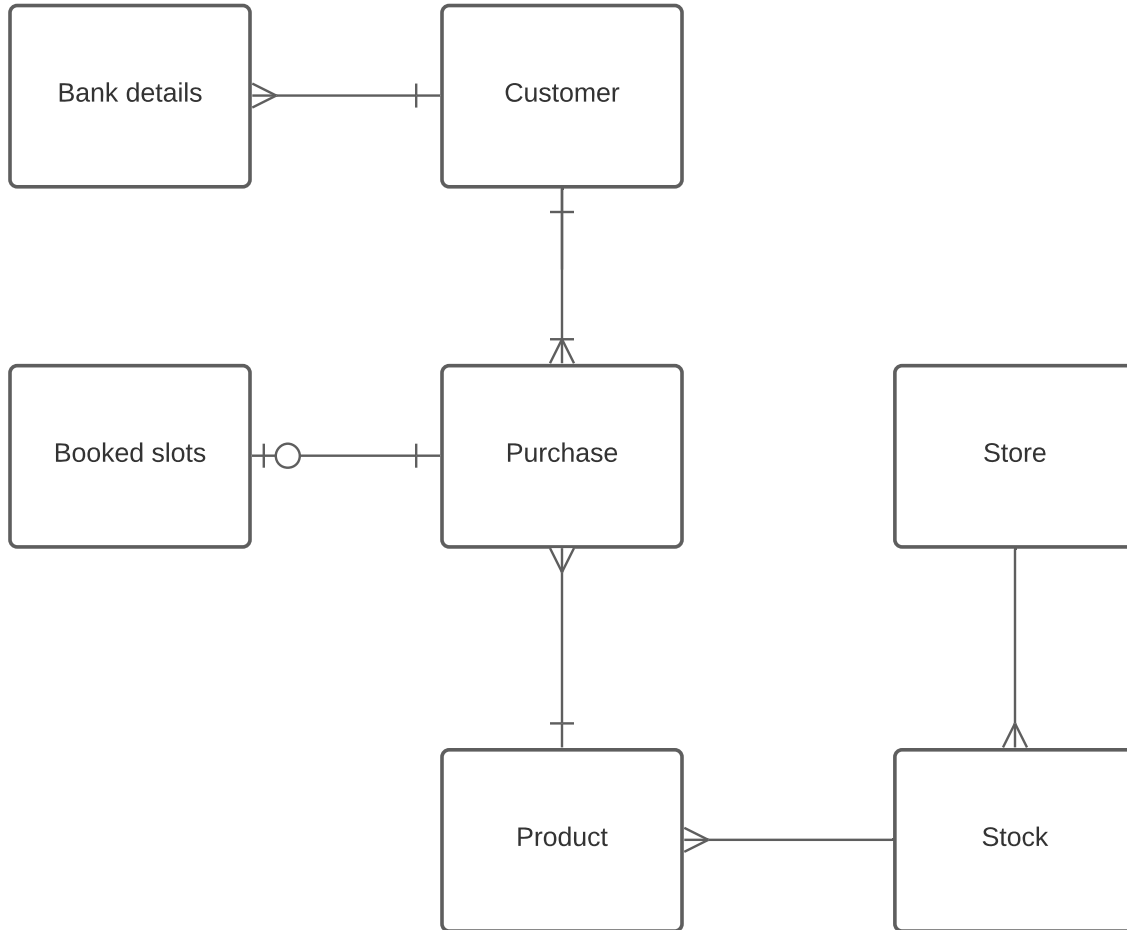 Bank details
Customer
Booked slots
Purchase
Store
Product
Stock